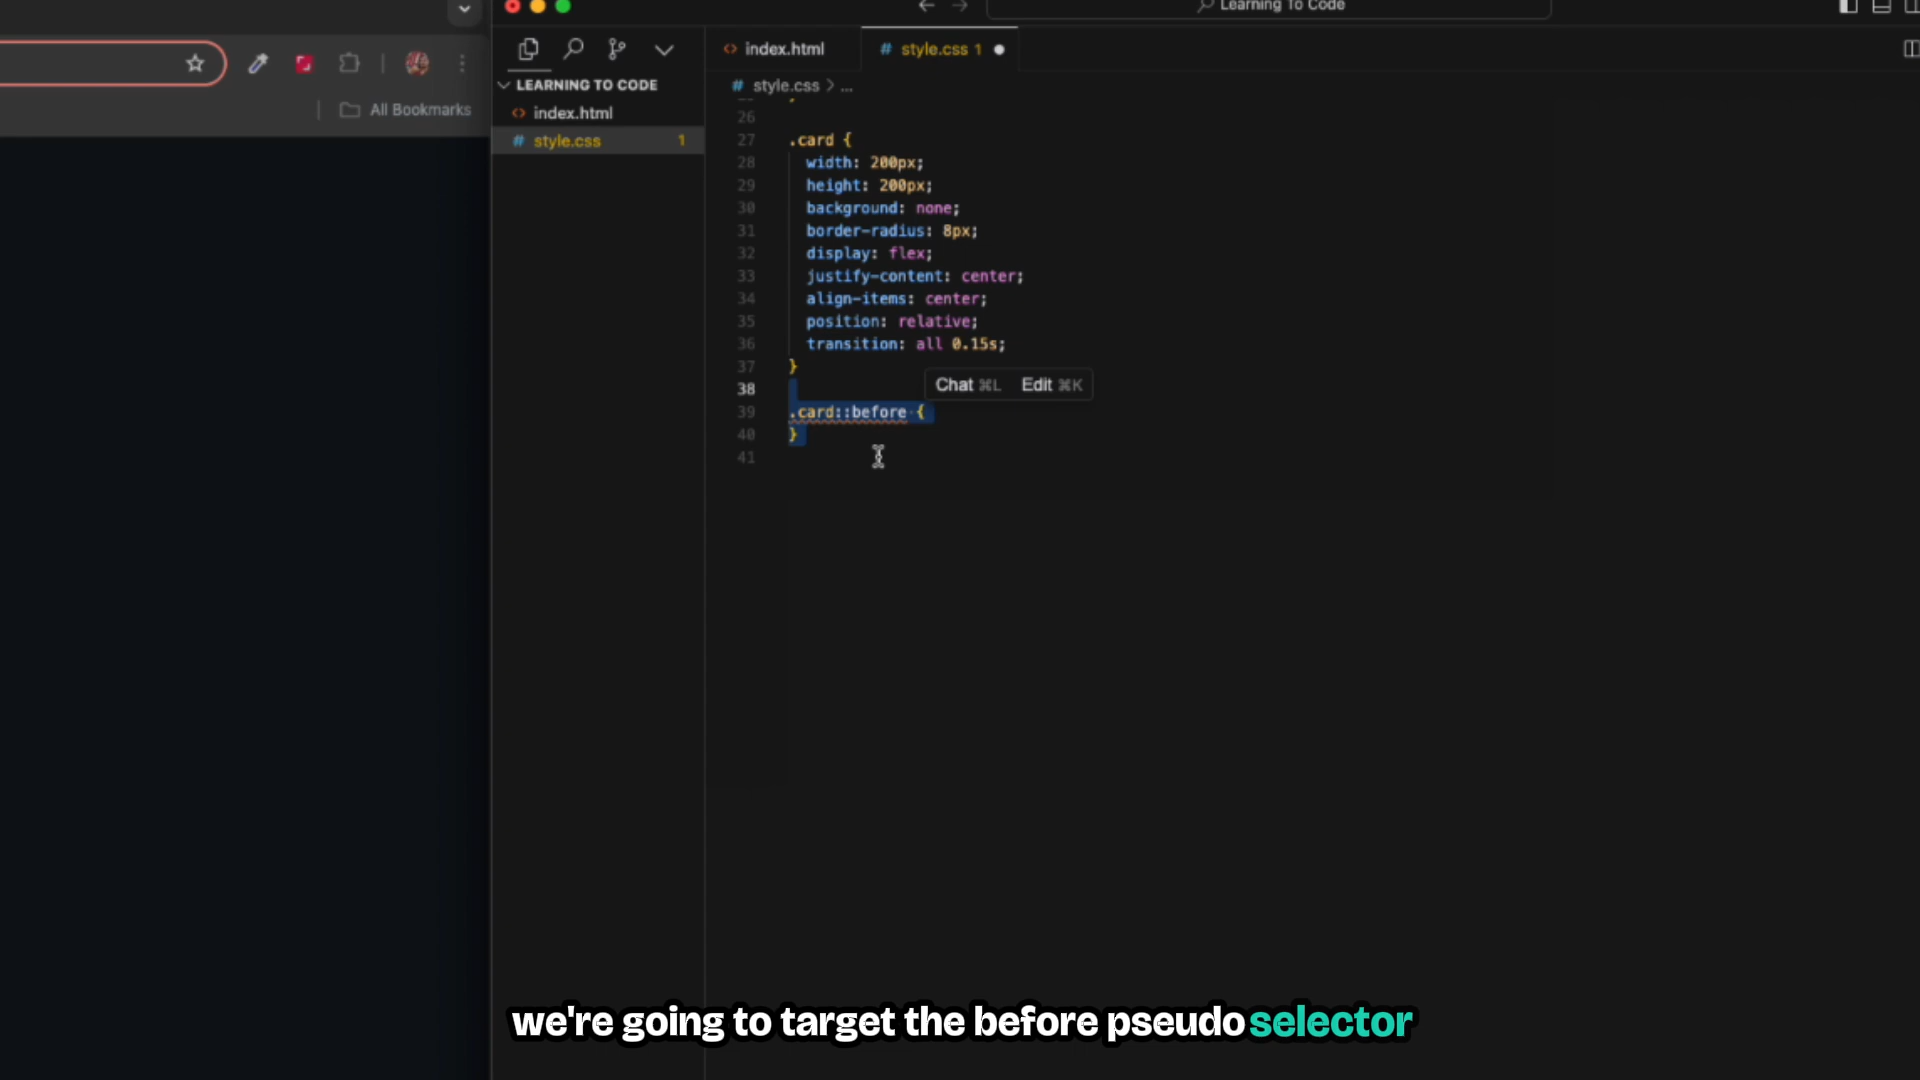 Learning To Code
index.html
# style.css 1
LEARNING TO CODE
# style.css > ...
All Bookmarks
index.html
# style.css 1
26
27 .card {
28 width: 200px;
29 height: 200px;
30 background: none;
31 border-radius: 8px;
32 display: flex;
33 justify-content: center;
34 align-items: center;
35 position: relative;
36 transition: all 0.15s;
37 }
38
Chat ⌘L Edit ⌘K
39 .card::before {
40 }
41
we're going to target the before pseudo selector